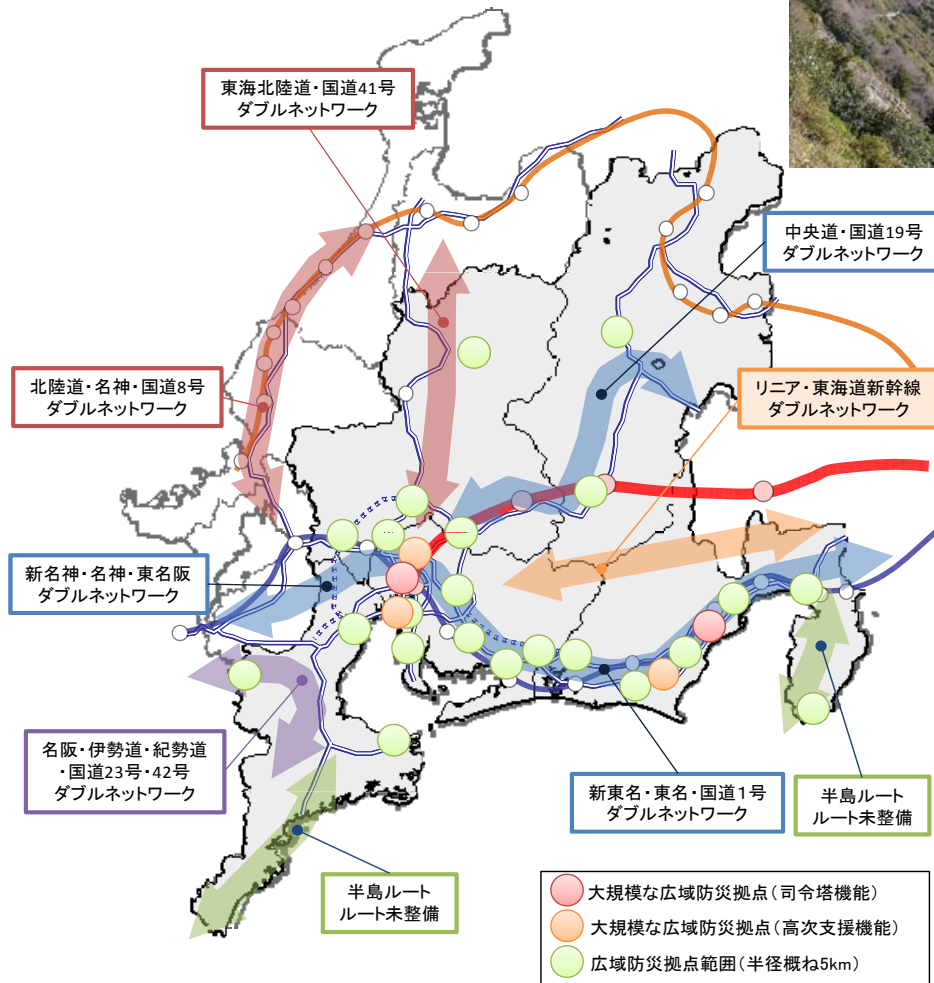 東海北陸道・国道41号
ダブルネットワーク
中央道・国道19号
ダブルネットワーク
北陸道・名神・国道8号
ダブルネットワーク
リニア・東海道新幹線
ダブルネットワーク
新名神・名神・東名阪
ダブルネットワーク
名阪・伊勢道・紀勢道
・国道23号・42号
ダブルネットワーク
新東名・東名・国道1号
ダブルネットワーク
半島ルート
ルート未整備
半島ルート
ルート未整備
大規模な広域防災拠点(司令塔機能)
大規模な広域防災拠点(高次支援機能)
広域防災拠点範囲(半径概ね5km)